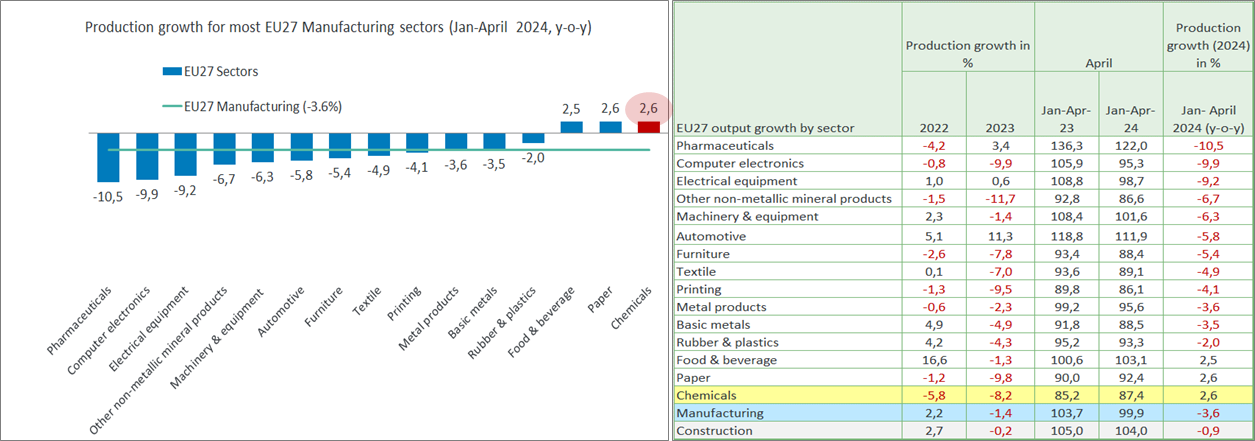 Production growth for most EU27 Manufacturing sectors (Jan-April 2024, y-o-y)
EU27 Sectors
EU27 Manufacturing (-3.6%)
2,5 2,6 2,6
-10,5 -9,9 -9,2 -6,7 -6,3 -5,8 -5,4 -4,9 -4,1 -3,6 -3,5 -2,0
Pharmaceuticals
Computer electronics
Electrical equipment
Other non-metallic mineral products
Machinery & equipment
Automotive
Furniture
Textile
Printing
Metal products
Basic metals
Rubber & plastics
Food & beverage
Paper
Chemicals
Production growth in %
April
Production growth (2024) in %
EU27 output growth by sector 2022 2023 Jan-Apr-23 Jan-Apr-24 Jan- April 2024 (y-o-y)
Pharmaceuticals -4,2 3,4 136,3 122,0 -10,5
Computer electronics -0,8 -9,9 105,9 95,3 -9,9
Electrical equipment 1,0 0,6 108,8 98,7 -9,2
Other non-metallic mineral products -1,5 -11,7 92,8 86,6 -6,7
Machinery & equipment 2,3 -1,4 108,4 101,6 -6,3
Automotive 5,1 11,3 118,8 111,9 -5,8
Furniture -2,6 -7,8 93,4 88,4 -5,4
Textile 0,1 -7,0 93,6 89,1 -4,9
Printing -1,3 -9,5 89,8 86,1 -4,1
Metal products -0,6 -2,3 99,2 95,6 -3,6
Basic metals 4,9 -4,9 91,8 88,5 -3,5
Rubber & plastics 4,2 -4,3 95,2 93,3 -2,0
Food & beverage 16,6 -1,3 100,6 103,1 2,5
Paper -1,2 -9,8 90,0 92,4 2,6
Chemicals -5,8 -8,2 85,2 87,4 2,6
Manufacturing 2,2 -1,4 103,7 99,9 -3,6
Construction 2,7 -0,2 105,0 104,0 -0,9